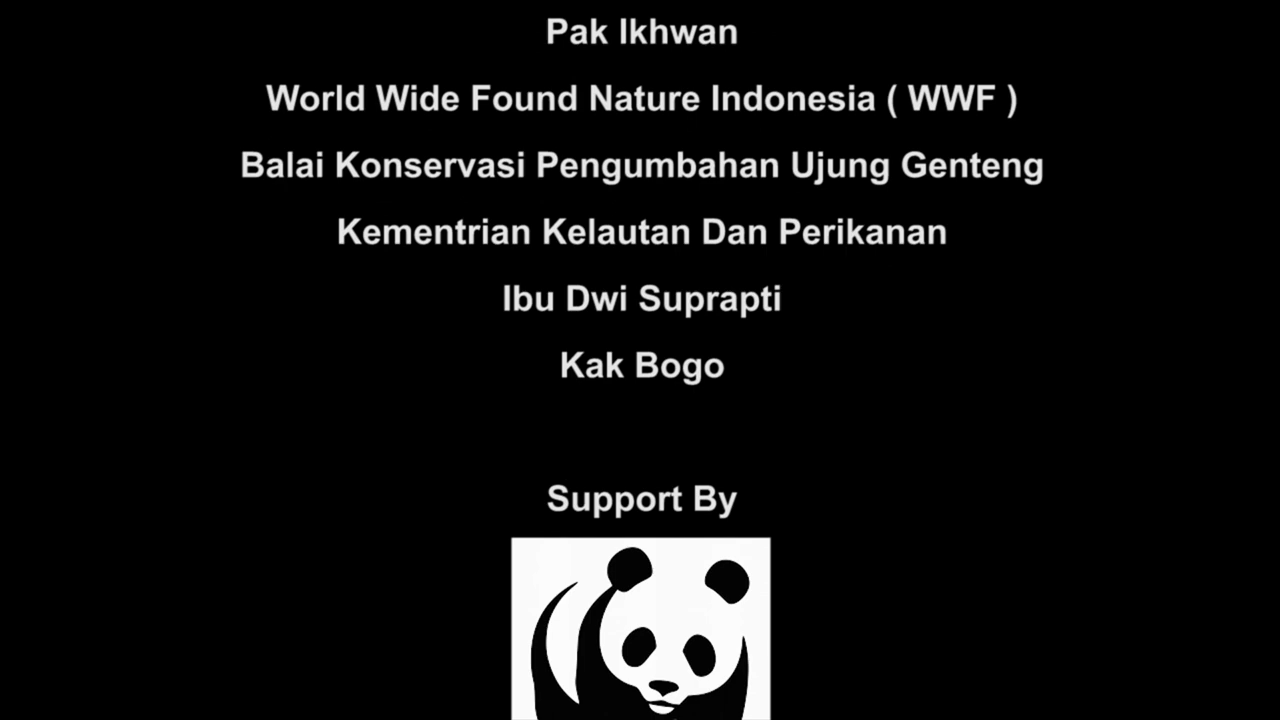 Pak Ikhwan
World Wide Found Nature Indonesia ( WWF )
Balai Konservasi Pengumbahan Ujung Genteng
Kementrian Kelautan Dan Perikanan
Ibu Dwi Suprapti
Kak Bogo
Support By